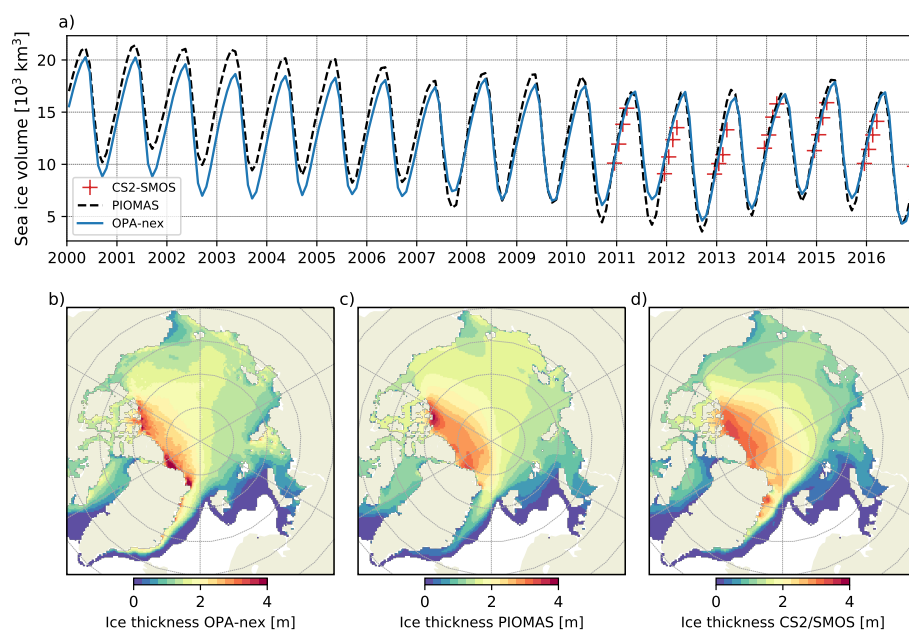 a)
Sea ice volume [10³ km³]
20
15
10
5
CS2-SMOS
PIOMAS
OPA-nex
2000 2001 2002 2003 2004 2005 2006 2007 2008 2009 2010 2011 2012 2013 2014 2015 2016
b) c) d)
0 2 4 0 2 4 0 2 4
Ice thickness OPA-nex [m] Ice thickness PIOMAS [m] Ice thickness CS2/SMOS [m]